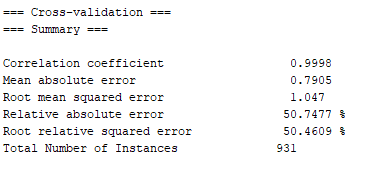 === Cross-validation ===
=== Summary ===
Correlation coefficient 0.9998
Mean absolute error 0.7905
Root mean squared error 1.047
Relative absolute error 50.7477 %
Root relative squared error 50.4609 %
Total Number of Instances 931